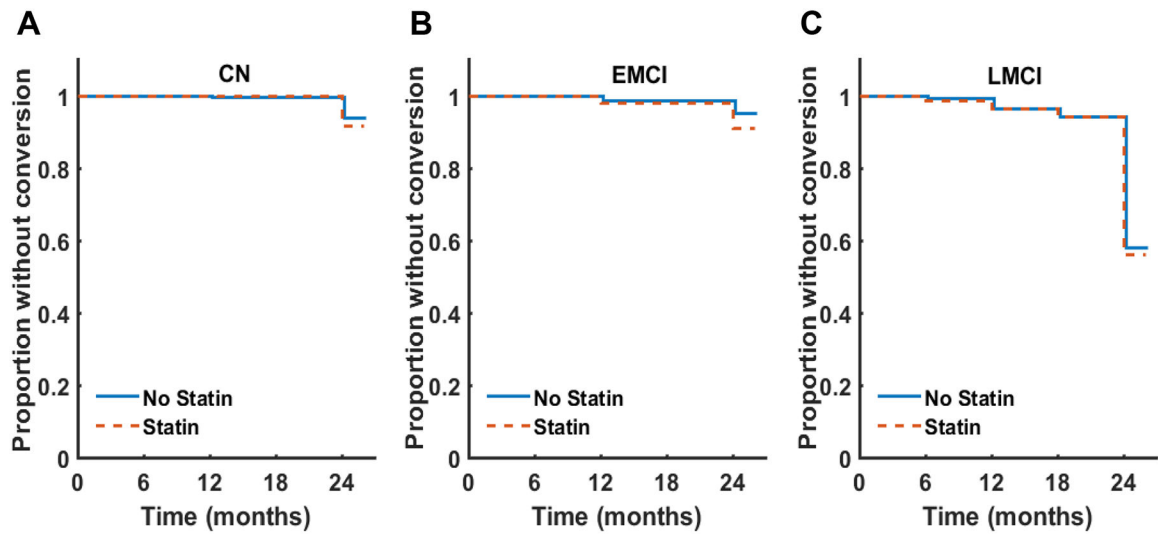 A
Proportion without conversion
CN
1
0.8
0.6
0.4
0.2
0
No Statin
Statin
0 6 12 18 24
Time (months)
B
Proportion without conversion
EMCI
1
0.8
0.6
0.4
0.2
0
No Statin
Statin
0 6 12 18 24
Time (months)
C
Proportion without conversion
LMCI
1
0.8
0.6
0.4
0.2
0
No Statin
Statin
0 6 12 18 24
Time (months)